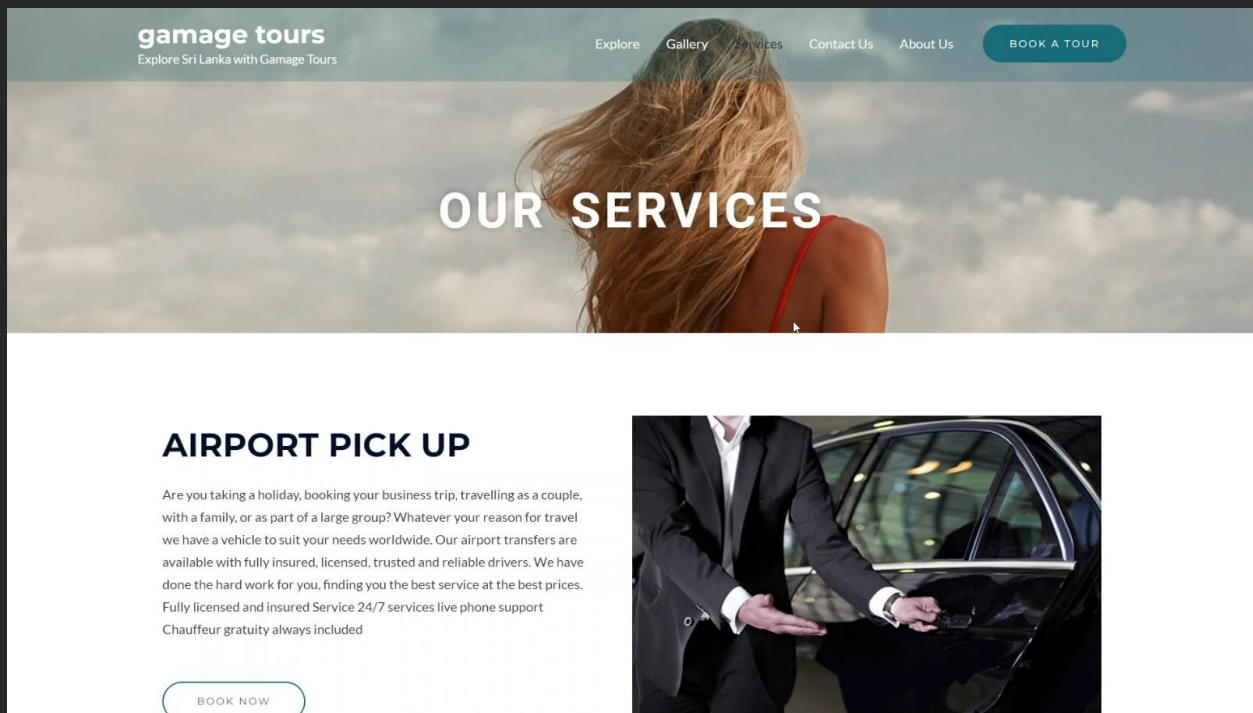 gamage tours
Explore Sri Lanka with Gamage Tours
Explore Gallery Services Contact Us About Us BOOK A TOUR
OUR SERVICES
AIRPORT PICK UP
Are you taking a holiday, booking your business trip, travelling as a couple,
with a family, or as part of a large group? Whatever your reason for travel
we have a vehicle to suit your needs worldwide. Our airport transfers are
available with fully insured, licensed, trusted and reliable drivers. We have
done the hard work for you, finding you the best service at the best prices.
Fully licensed and insured Service 24/7 services live phone support
Chauffeur gratuity always included
BOOK NOW